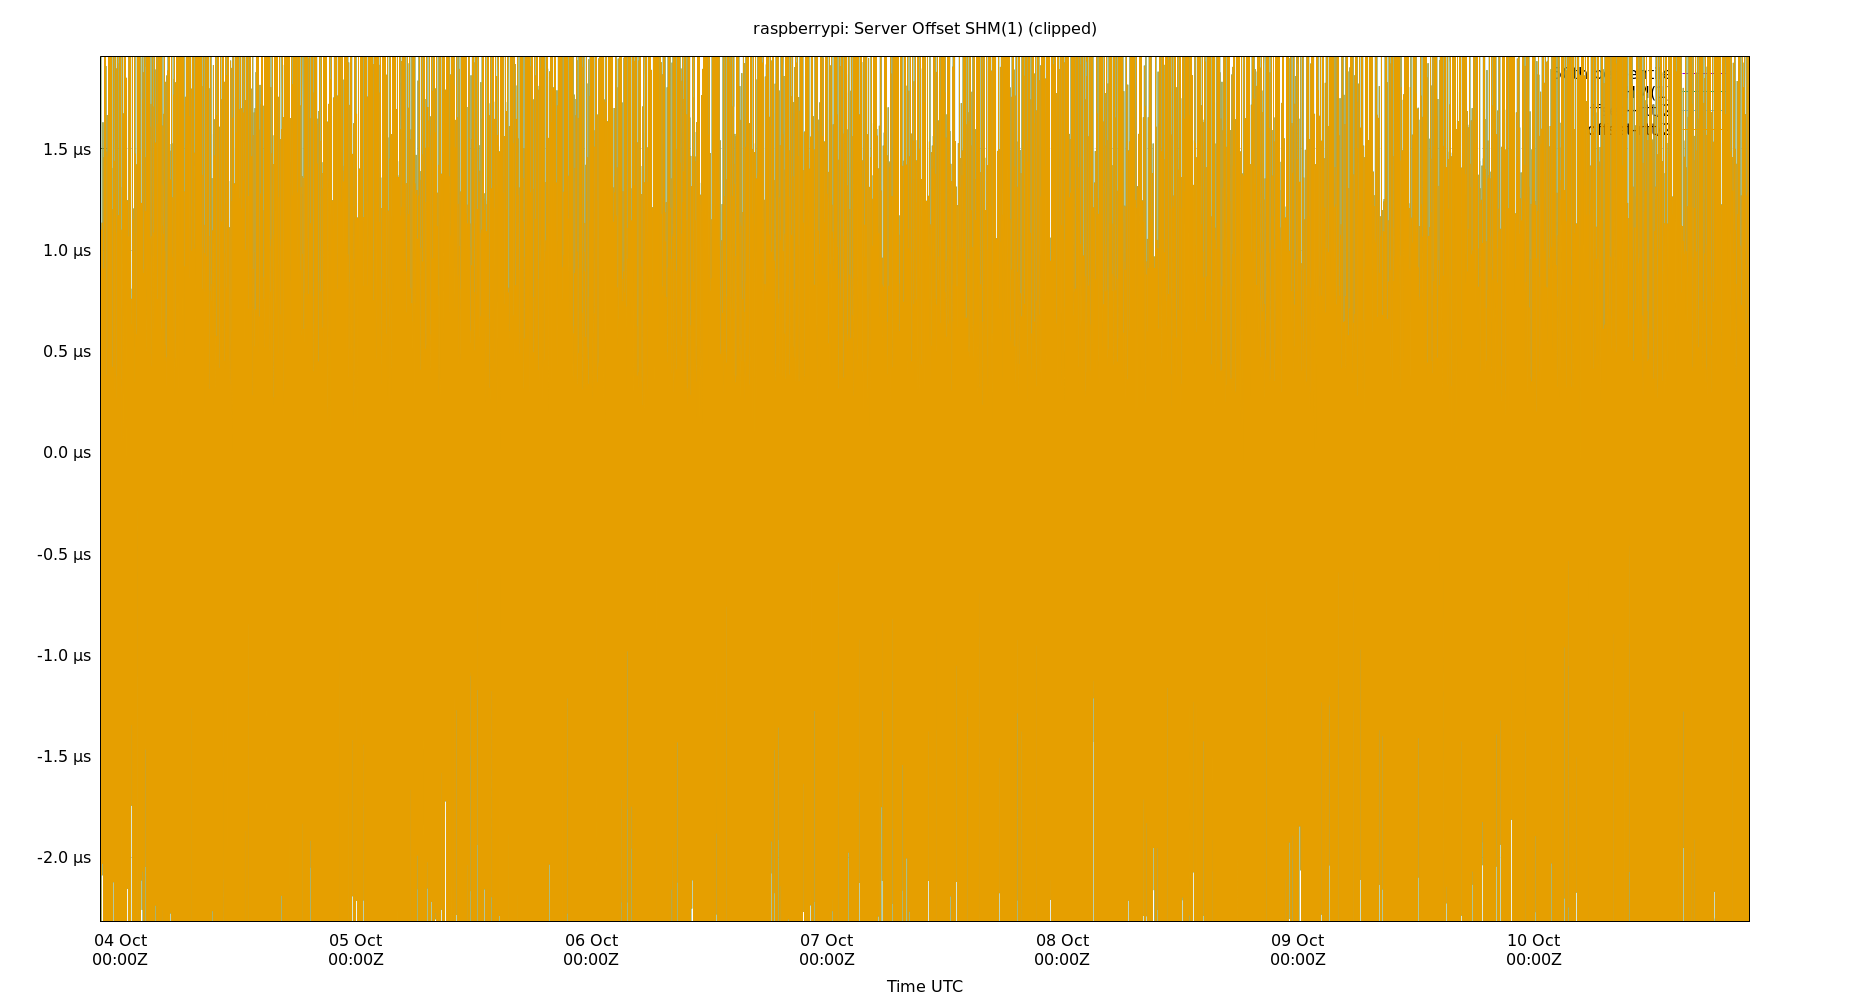 raspberrypi: Server Offset SHM(1) (clipped)
1.5 µs
1.0 µs
0.5 µs
0.0 µs
-0.5 µs
-1.0 µs
-1.5 µs
-2.0 µs
04 Oct 05 Oct 06 Oct 07 Oct 08 Oct 09 Oct 10 Oct
00:00Z 00:00Z 00:00Z 00:00Z 00:00Z 00:00Z 00:00Z
Time UTC